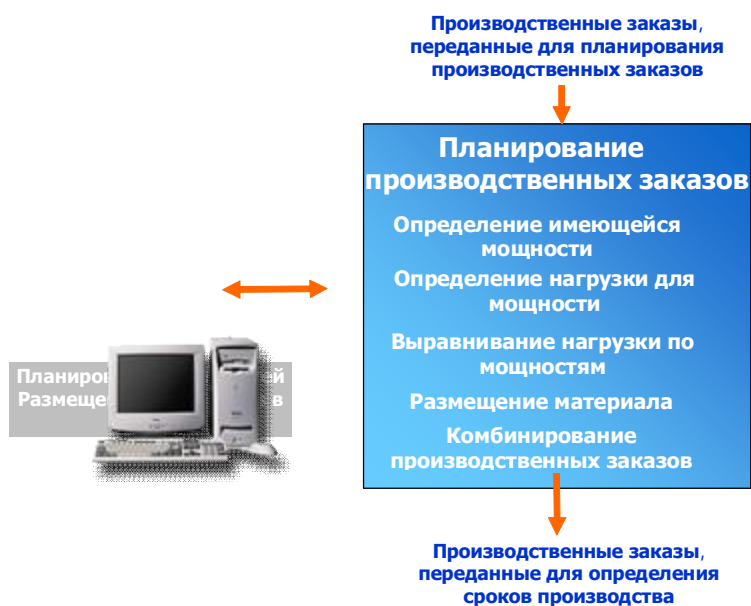 Производственные заказы,
переданные для планирования
производственных заказов
Планирование
производственных заказов
Определение имеющейся
мощности
Определение нагрузки для
мощности
Выравнивание нагрузки по
мощностям
Размещение материала
Комбинирование
производственных заказов
Производственные заказы,
переданные для определения
сроков производства